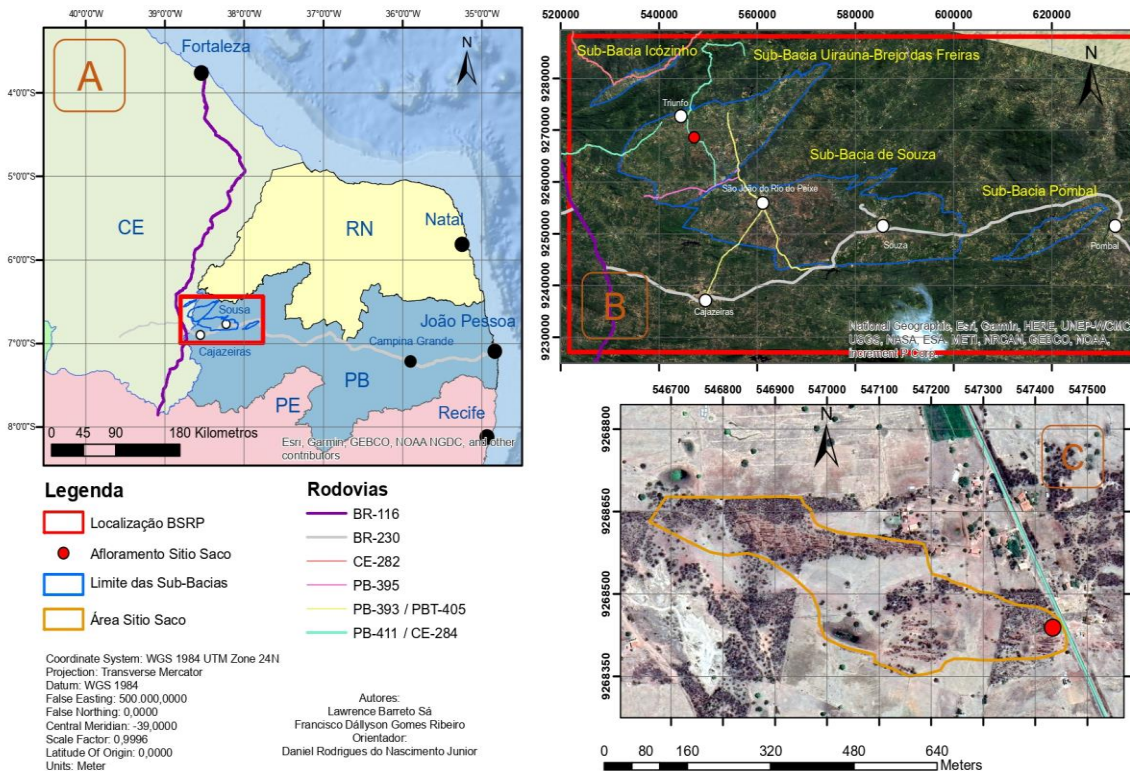 40°0'0"W 39°0'0"W 38°0'0"W 37°0'0"W 36°0'0"W 35°0'0"W
4°0'0"S
5°0'0"S
6°0'0"S
7°0'0"S
8°0'0"S
A
Fortaleza
N
CE
RN
Natal
Sousa
João Pessoa
Cajazeiras
Campina Grande
PB
PE
Recife
0 45 90 180 Kilometros
Esri, Garmin, GEBCO, NOAA NGDC, and other
contributors
520000 540000 560000 580000 600000 620000
9280000
9270000
9260000
9250000
9240000
9230000
Sub-Bacia Icózinho
Sub-Bacia Uiraúna-Brejo das Freiras
N
Triunfo
Sub-Bacia de Souza
Sub-Bacia Pombal
São João do Rio do Peixe
Souza
Pombal
B
Cajazeiras
National Geographic, Esri, Garmin, HERE, UNEP-WCMC,
USGS, NASA, ESA, METI, NRCAN, GEBCO, NOAA,
increment P Corp.
546700 546800 546900 547000 547100 547200 547300 547400 547500
9268800
9268650
9268500
9268350
N
C
0 80 160 320 480 640
Meters
Legenda
Localização BSRP
Afloramento Sitio Saco
Limite das Sub-Bacias
Área Sitio Saco
Rodovias
BR-116
BR-230
CE-282
PB-395
PB-393 / PBT-405
PB-411 / CE-284
Coordinate System: WGS 1984 UTM Zone 24N
Projection: Transverse Mercator
Datum: WGS 1984
False Easting: 500.000,0000
False Northing: 0,0000
Central Meridian: -39,0000
Scale Factor: 0,9996
Latitude Of Origin: 0,0000
Units: Meter
Autores:
Lawrence Barreto Sá
Francisco Dállyson Gomes Ribeiro
Orientador:
Daniel Rodrigues do Nascimento Junior